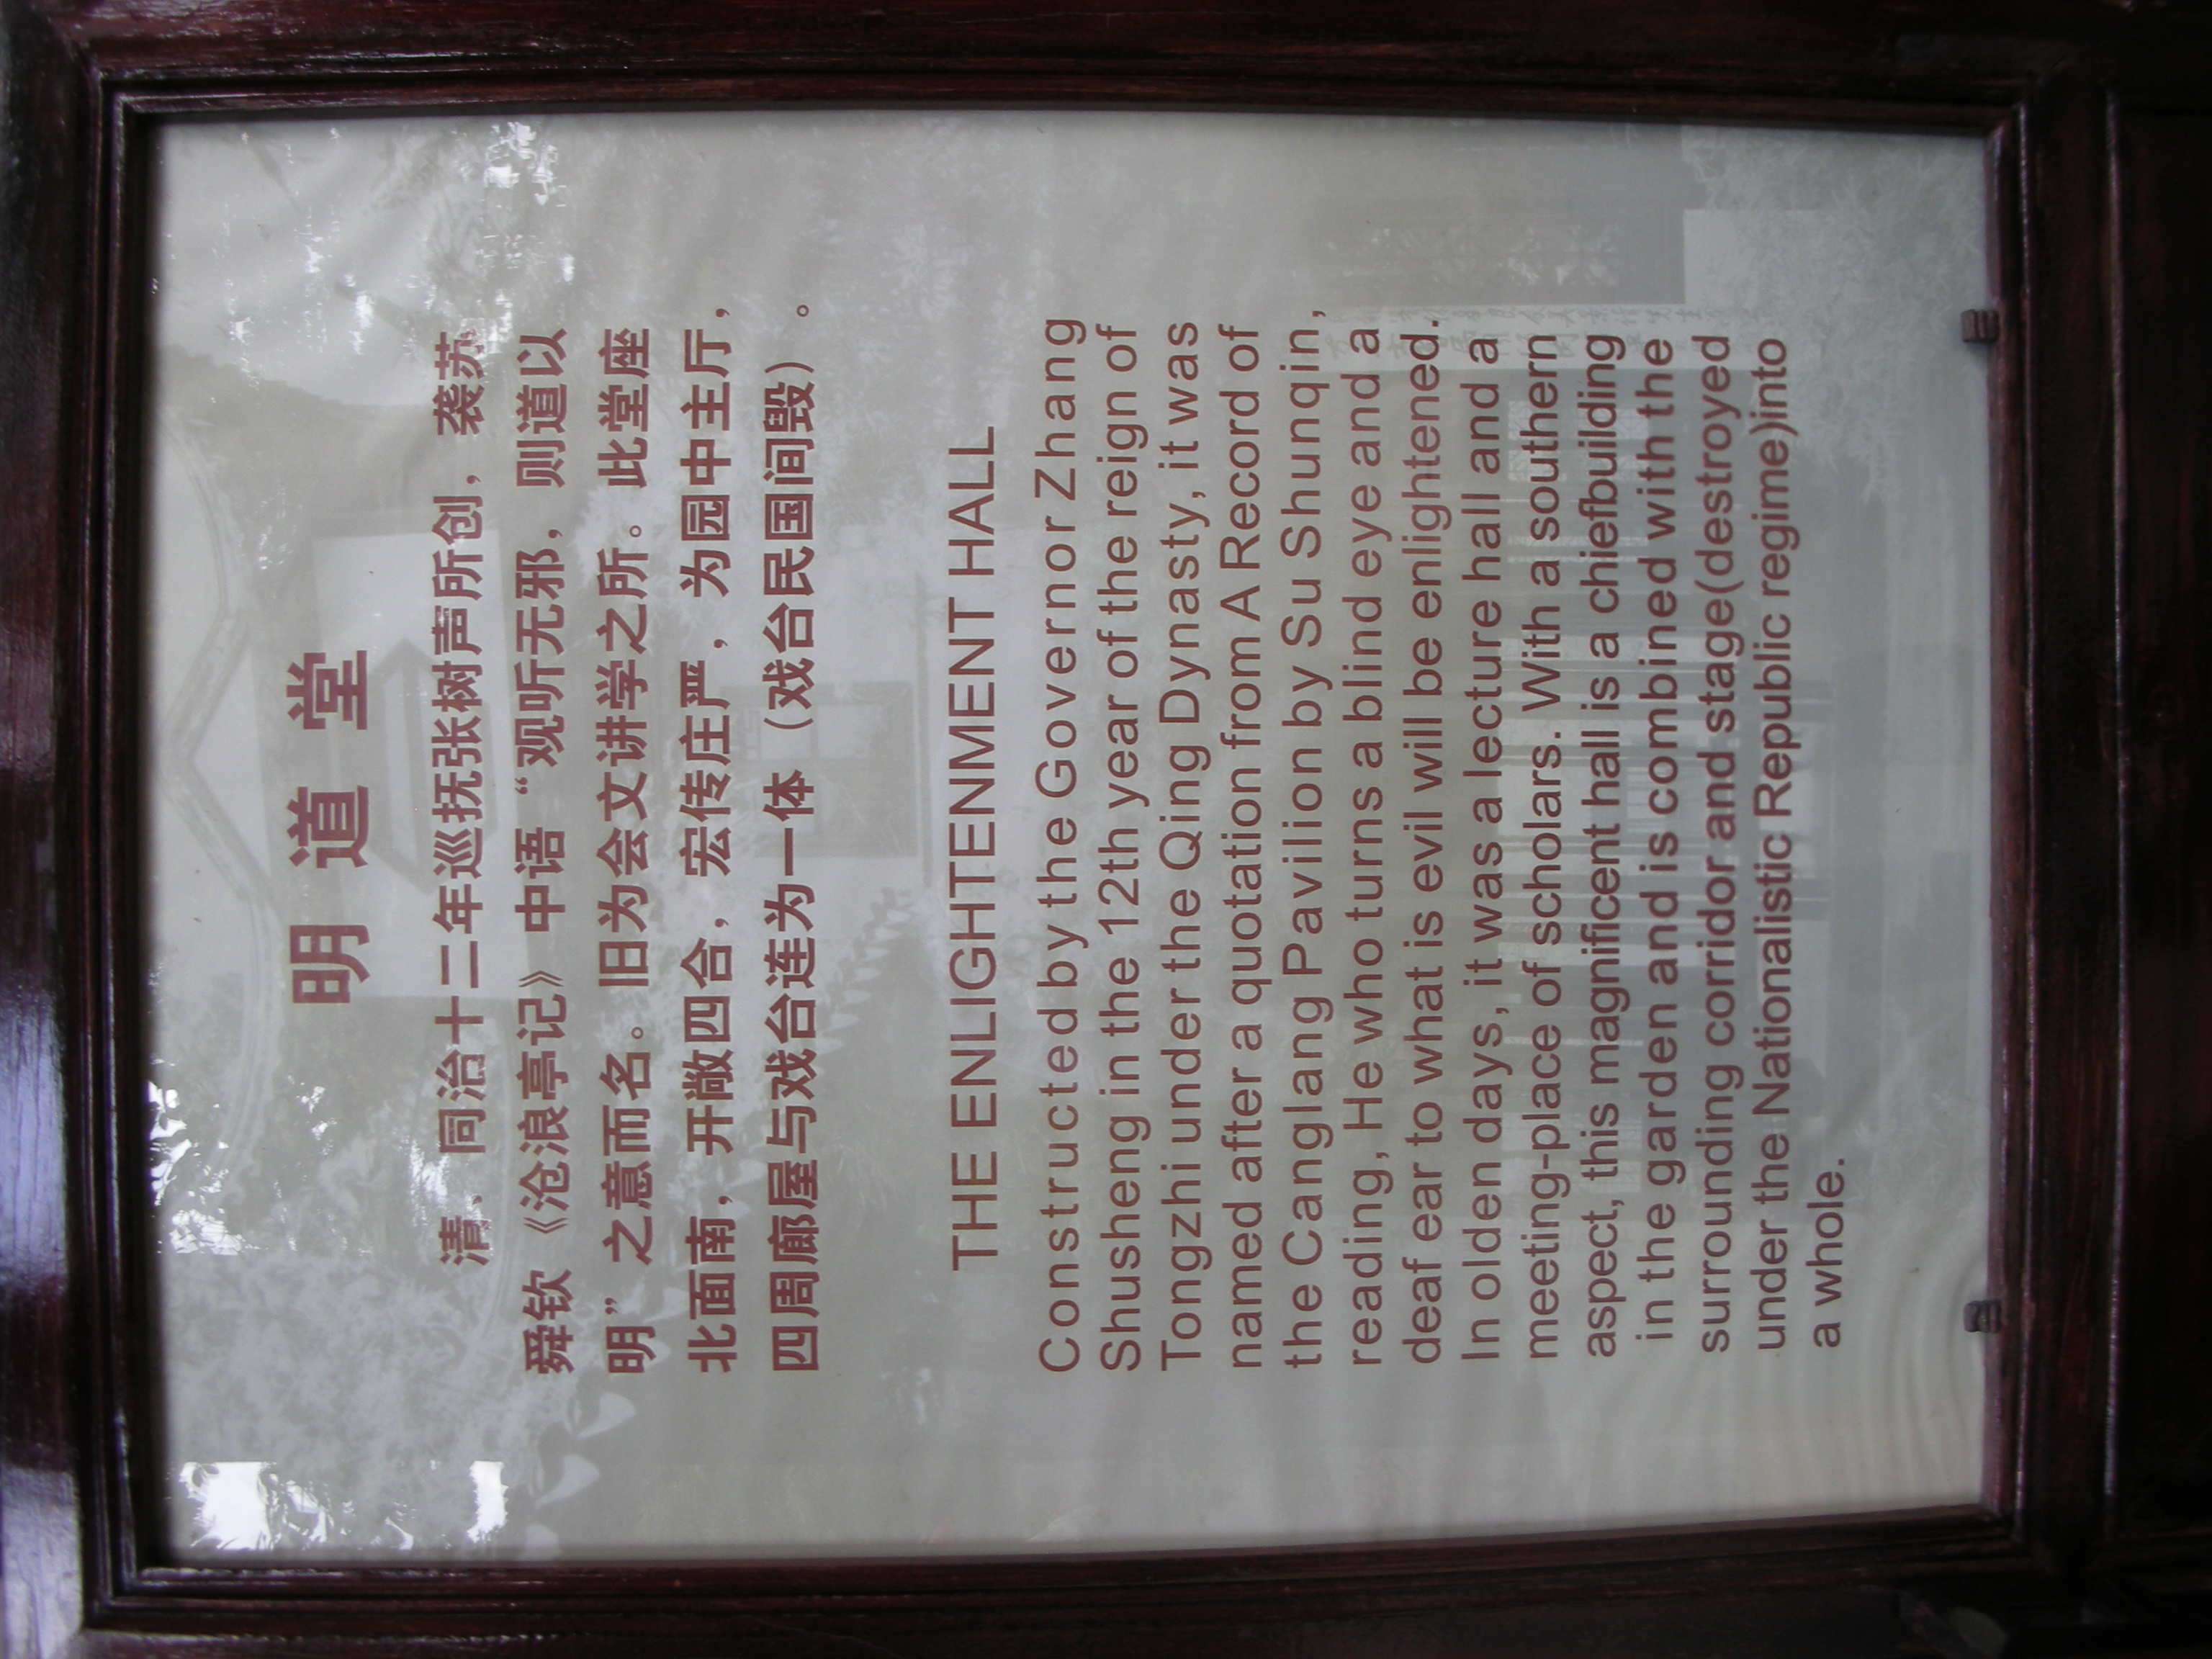 明道堂
清、同治十二年巡抚张树声所创，袭苏
舜钦《沧浪亭记》中语“观听无邪，则道以
明”之意而名。旧为会文讲学之所。此堂座
北面南，开敞四合，宏传庄严，为园中主厅，
四周廊屋与戏台连为一体（戏台民国间毁）。
THE ENLIGHTENMENT HALL
Constructed by the Governor Zhang
Shusheng in the 12th year of the reign of
Tongzhi under the Qing Dynasty, it was
named after a quotation from A Record of
the Canglang Pavilion by Su Shunqin,
reading, He who turns a blind eye and a
deaf ear to what is evil will be enlightened.
In olden days, it was a lecture hall and a
meeting-place of scholars. With a southern
aspect, this magnificent hall is a chiefbuilding
in the garden and is combined with the
surrounding corridor and stage(destroyed
under the Nationalistic Republic regime)into
a whole.